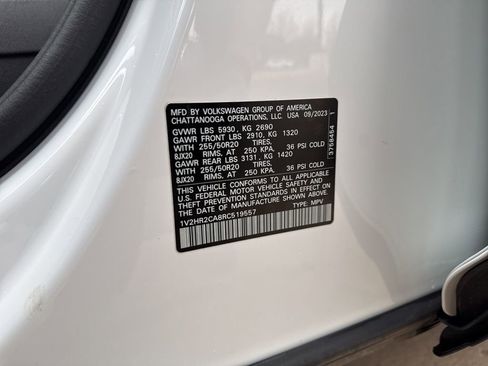 MFD BY VOLKSWAGEN GROUP OF AMERICA
CHATTANOOGA OPERATIONS, LLC. USA 09/2023
GVWR LBS 5930, KG 2690
GAWR FRONT LBS 2910, KG 1320
WITH 255/50R20 TIRES,
8JX20 RIMS, AT 250 KPA. 36 PSI COLD
GAWR REAR LBS 3131, KG 1420
WITH 255/50R20 TIRES,
8JX20 RIMS, AT 250 KPA. 36 PSI COLD
THIS VEHICLE CONFORMS TO ALL APPLICABLE
U.S. FEDERAL MOTOR VEHICLE SAFETY AND
THEFT PREVENTION STANDARDS IN EFFECT ON
THE DATE OF MANUFACTURE SHOWN ABOVE.
1V2HR2CA8RC519557 TYPE: MPV
3758454 1